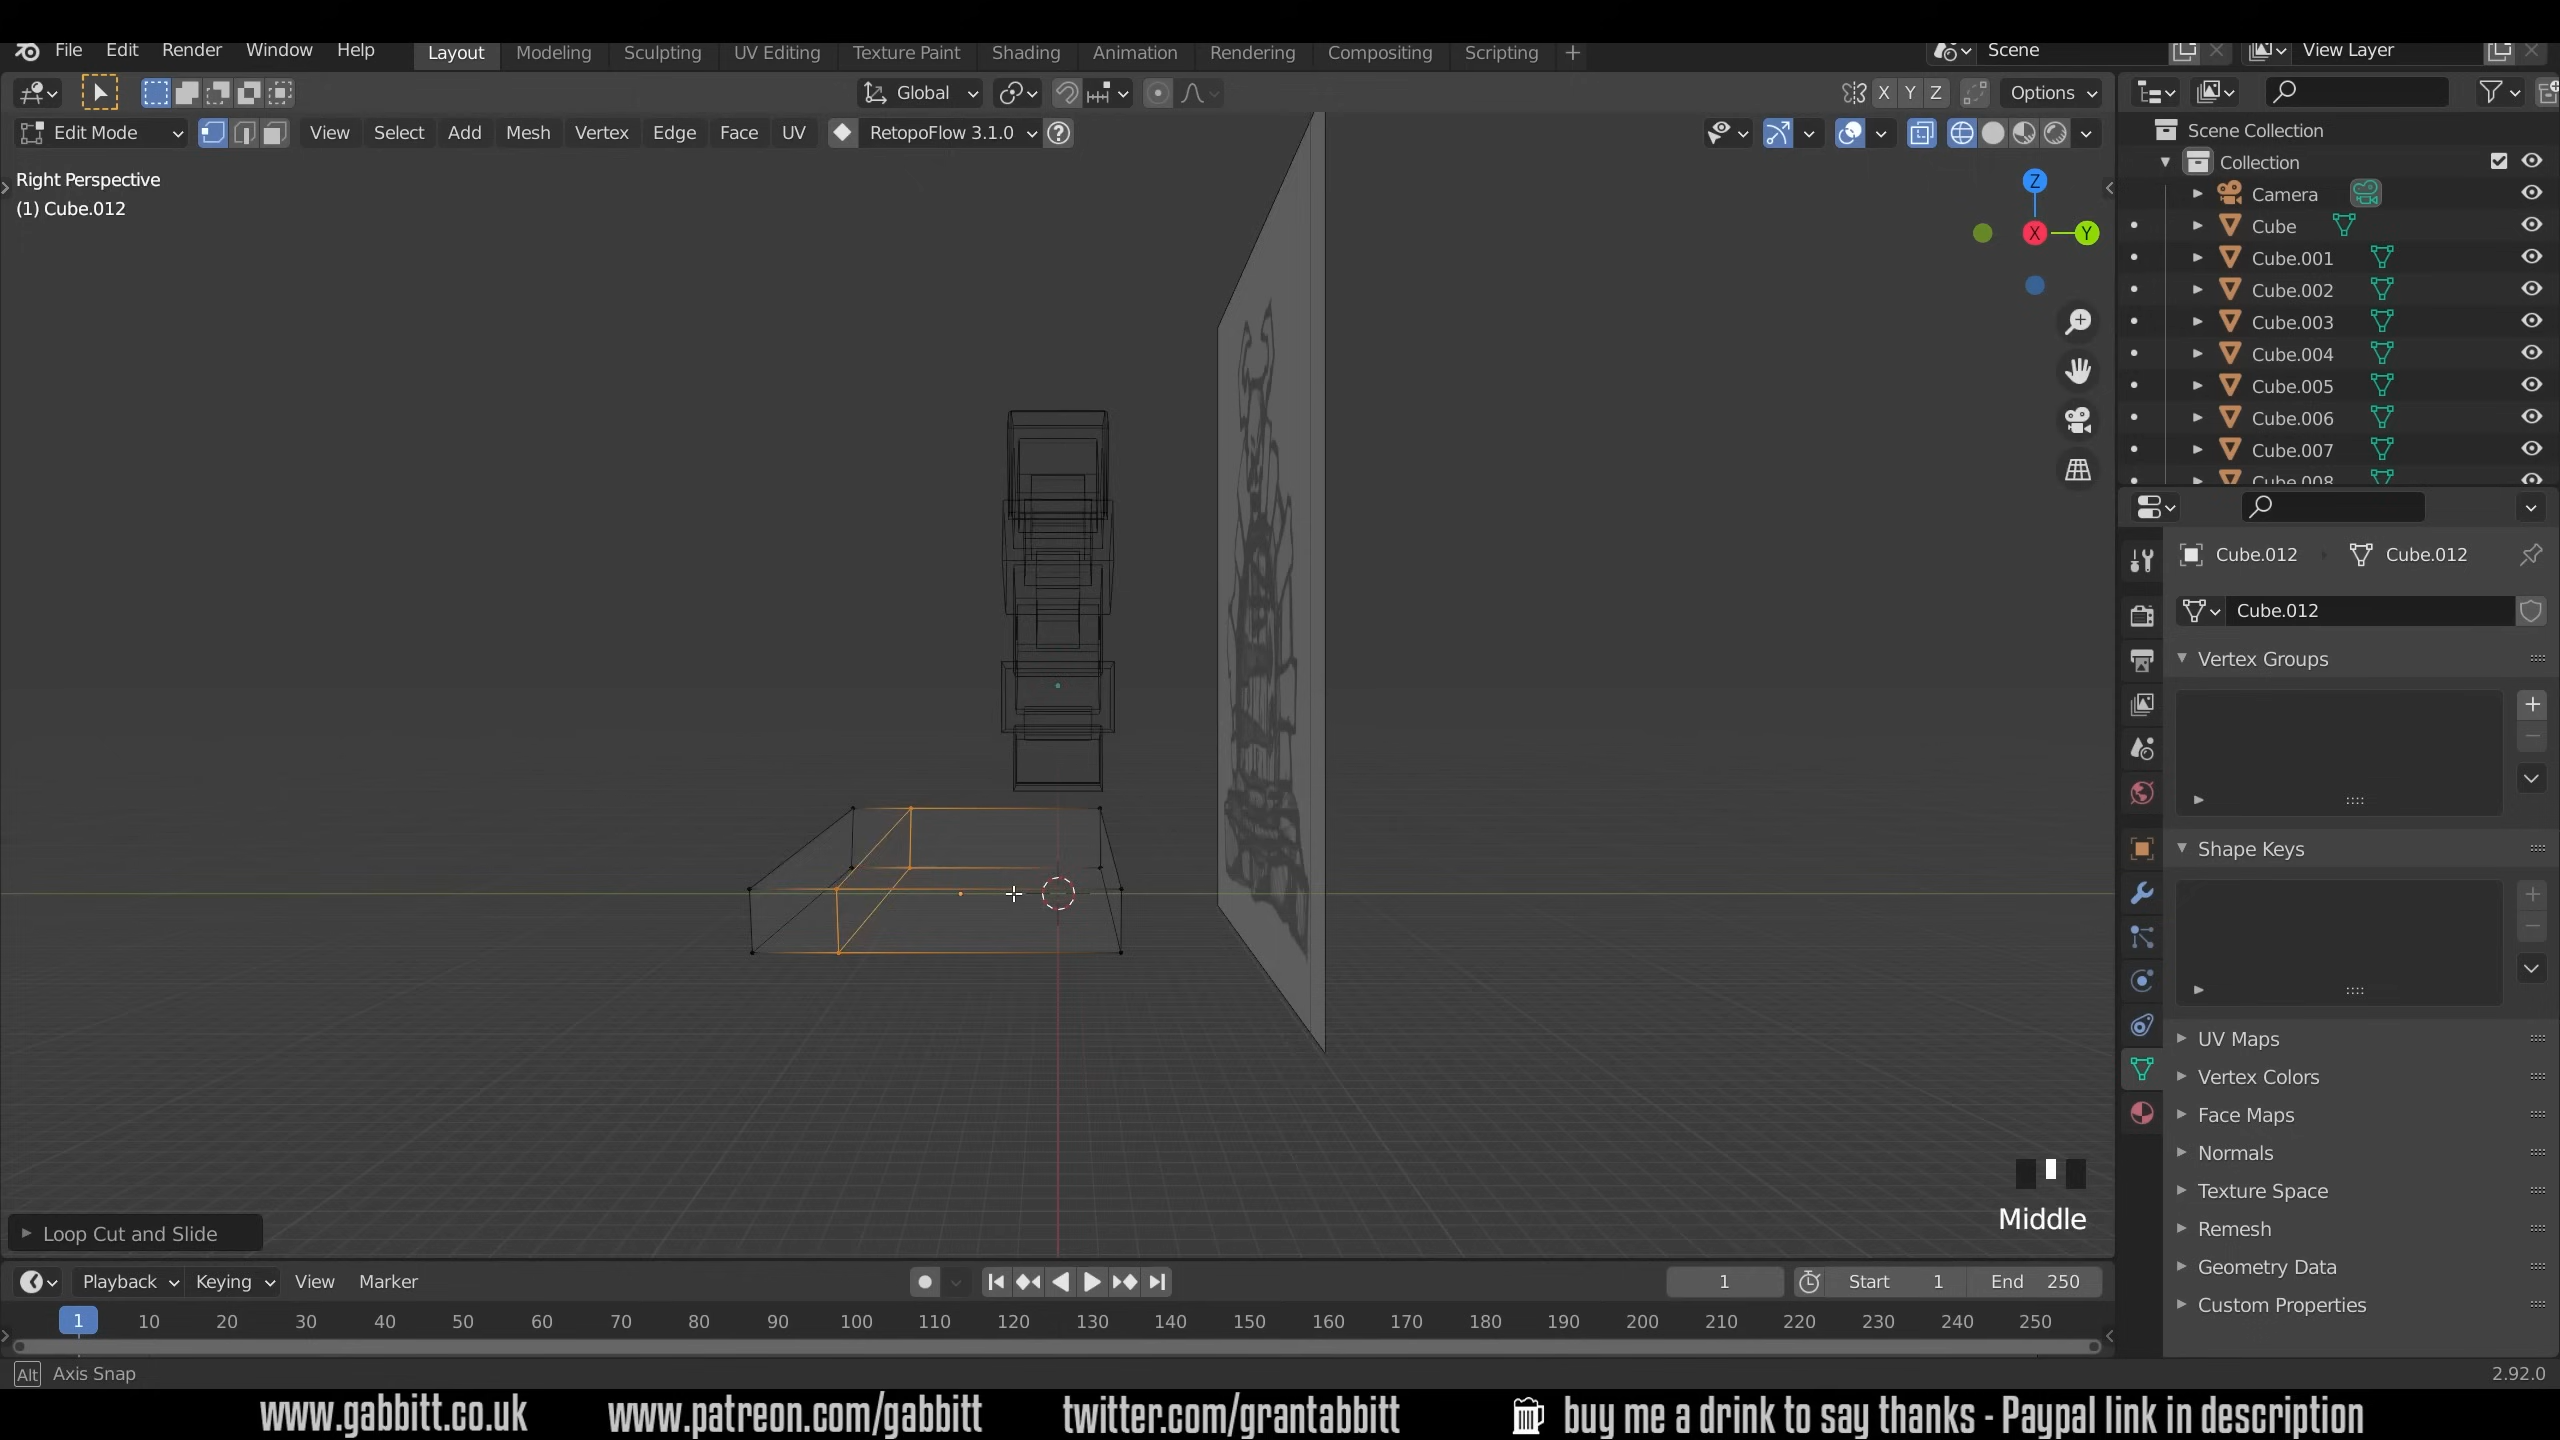 File Edit Render Window Help Layout Modeling Sculpting UV Editing Texture Paint Shading Animation Rendering Compositing Scripting + Scene View Layer
Global X Y Z Options
Edit Mode View Select Add Mesh Vertex Edge Face UV RetopoFlow 3.1.0
Right Perspective
(1) Cube.012
Z
X
Y
Scene Collection
Collection
Camera
Cube
Cube.001
Cube.002
Cube.003
Cube.004
Cube.005
Cube.006
Cube.007
Cube.008
Cube.012 Cube.012
Cube.012
Vertex Groups
Shape Keys
UV Maps
Vertex Colors
Face Maps
Normals
Texture Space
Remesh
Geometry Data
Custom Properties
Middle
Loop Cut and Slide
Playback Keying View Marker 1 Start 1 End 250
1 10 20 30 40 50 60 70 80 90 100 110 120 130 140 150 160 170 180 190 200 210 220 230 240 250
Alt Axis Snap 2.92.0
www.gabbitt.co.uk www.patreon.com/gabbitt twitter.com/grantabbitt buy me a drink to say thanks - Paypal link in description